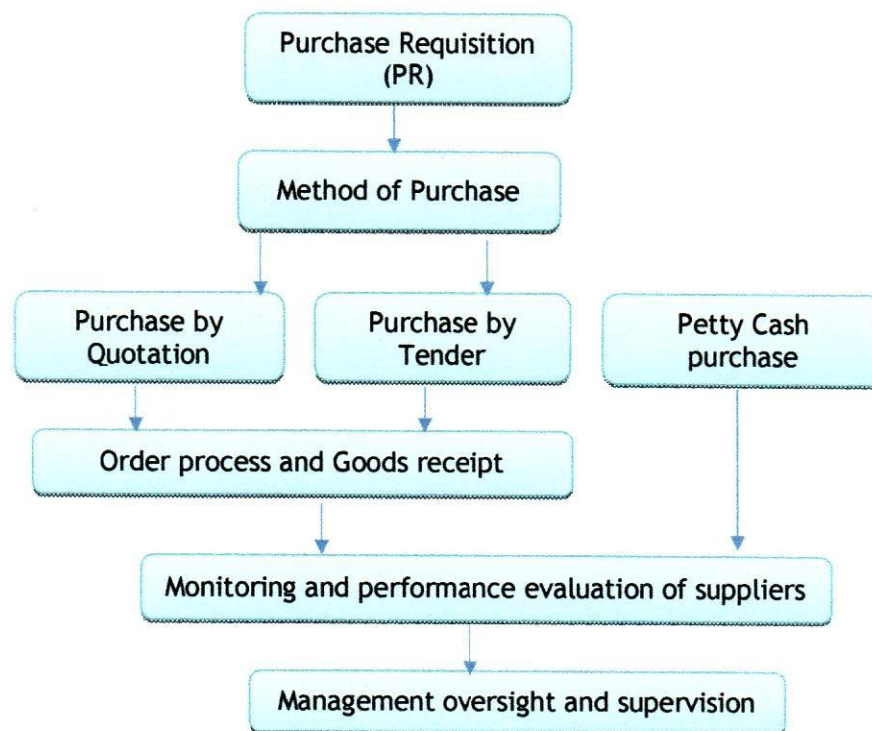 Purchase Requisition
(PR)
Method of Purchase
Purchase by
Quotation
Purchase by
Tender
Petty Cash
purchase
Order process and Goods receipt
Monitoring and performance evaluation of suppliers
Management oversight and supervision